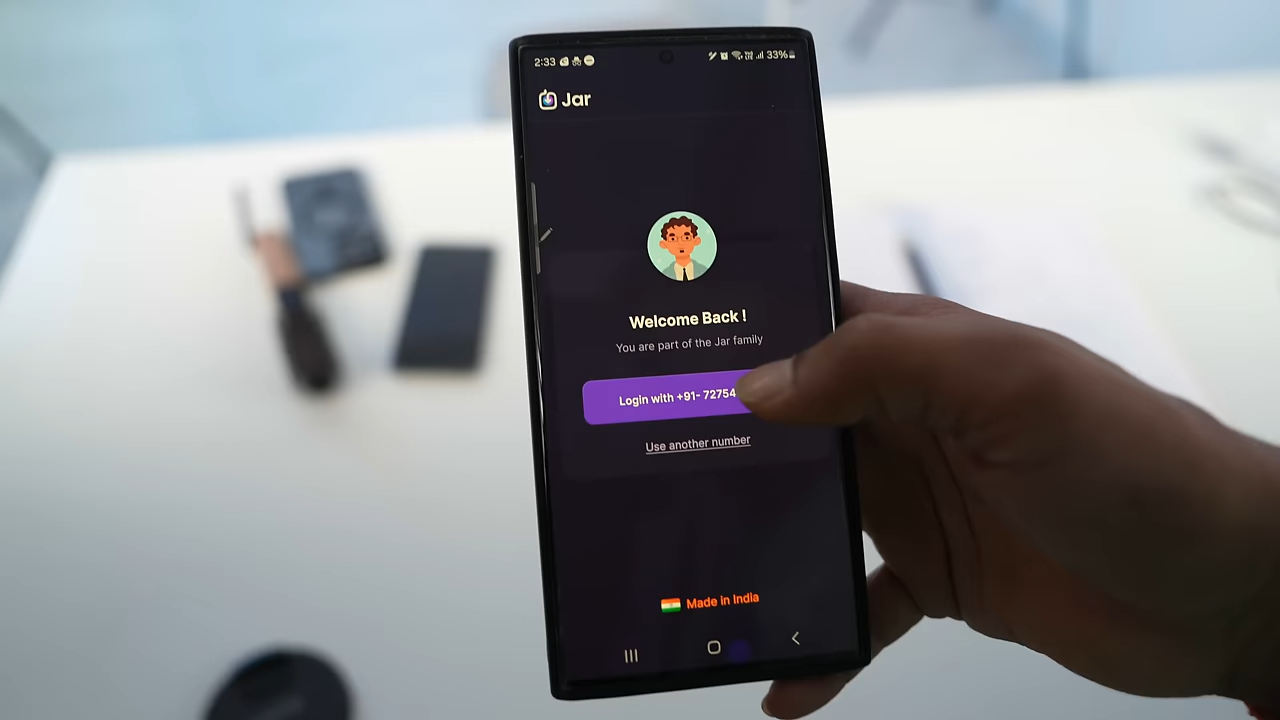 2:33
33%
Jar
Welcome Back !
You are part of the Jar family
Login with +91- 72754
Use another number
Made in India